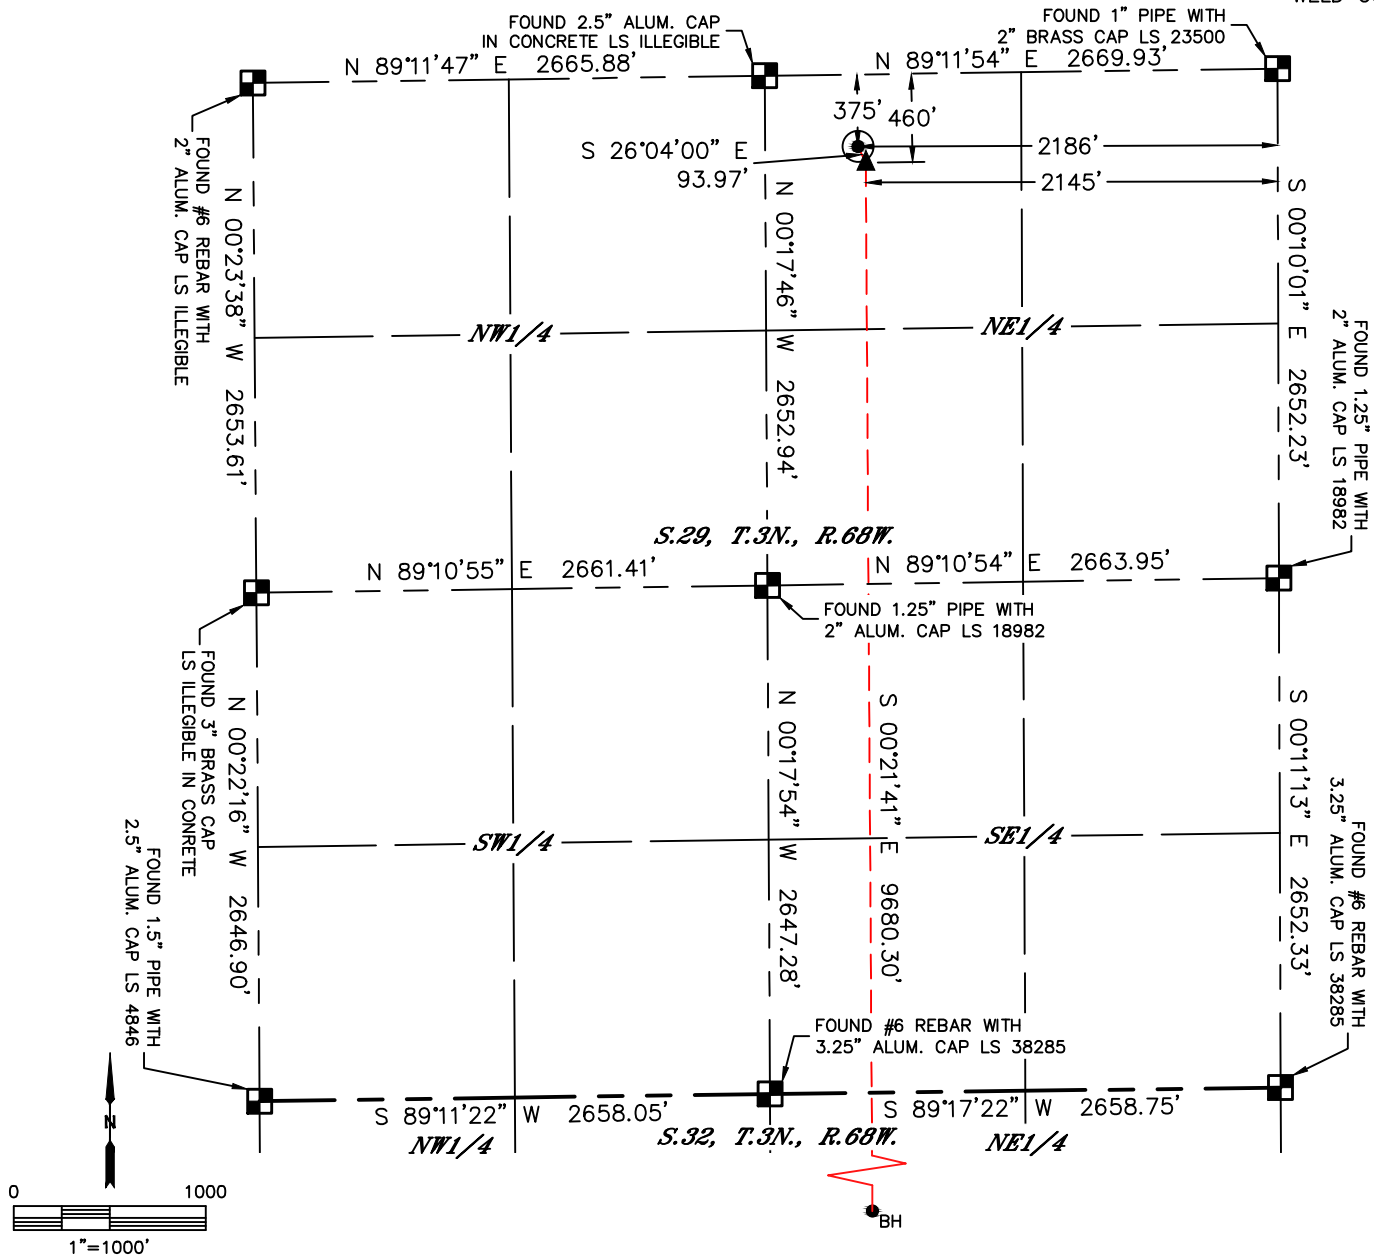 FOUND 2.5" ALUM. CAP
IN CONCRETE LS ILLEGIBLE
FOUND 1" PIPE WITH
2" BRASS CAP LS 23500
N 89°11'47" E 2665.88'
N 89°11'54" E 2669.93'
375'
460'
S 26°04'00" E
93.97'
2186'
2145'
FOUND #6 REBAR WITH
2" ALUM. CAP LS ILLEGIBLE
N 00°23'38" W 2653.61'
N 00°17'46" W 2652.94'
S 00°10'01" E 2652.23'
FOUND 1.25" PIPE WITH
2" ALUM. CAP LS 18982
NW1/4
NE1/4
S.29, T.3N., R.68W.
N 89°10'55" E 2661.41'
N 89°10'54" E 2663.95'
FOUND 1.25" PIPE WITH
2" ALUM. CAP LS 18982
FOUND 3" BRASS CAP
LS ILLEGIBLE IN CONRETE
N 00°22'16" W 2646.90'
N 00°17'54" W 2647.28'
S 00°21'41" E 9680.30'
S 00°11'13" E 2652.33'
FOUND #6 REBAR WITH
3.25" ALUM. CAP LS 38285
SW1/4
SE1/4
FOUND 1.5" PIPE WITH
2.5" ALUM. CAP LS 4846
FOUND #6 REBAR WITH
3.25" ALUM. CAP LS 38285
S 89°11'22" W 2658.05'
S 89°17'22" W 2658.75'
NW1/4
S.32, T.3N., R.68W.
NE1/4
N
0 1000
1"=1000'
BH